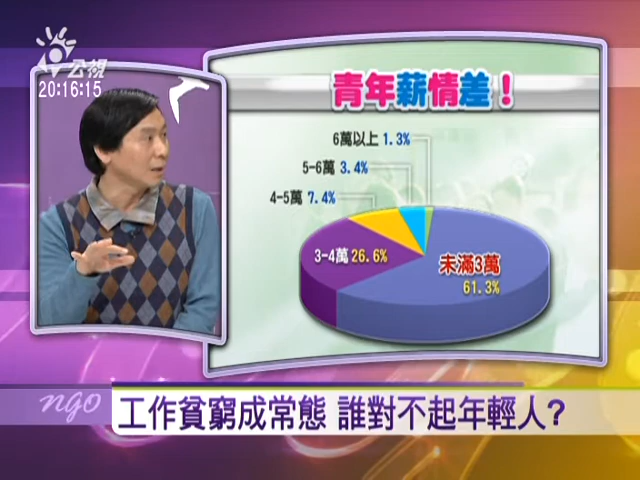 公視
20:16:15
青年薪情差！
6萬以上 1.3%
5-6萬 3.4%
4-5萬 7.4%
3-4萬 26.6%
未滿3萬
61.3%
ngo
工作貧窮成常態 誰對不起年輕人?